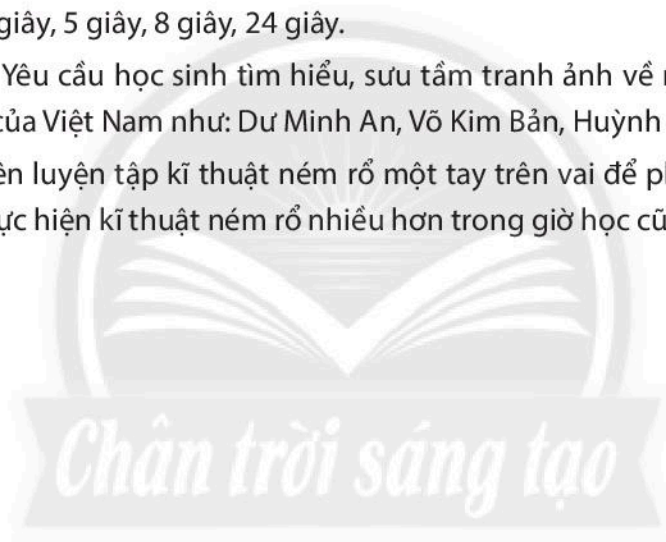 giây, 5 giây, 8 giây, 24 giây.
Yêu cầu học sinh tìm hiểu, sưu tầm tranh ảnh về
của Việt Nam như: Dư Minh An, Võ Kim Bản, Huỳnh
ên luyện tập kĩ thuật ném rổ một tay trên vai để
ực hiện kĩ thuật ném rổ nhiều hơn trong giờ học
Chân trời sáng tạo